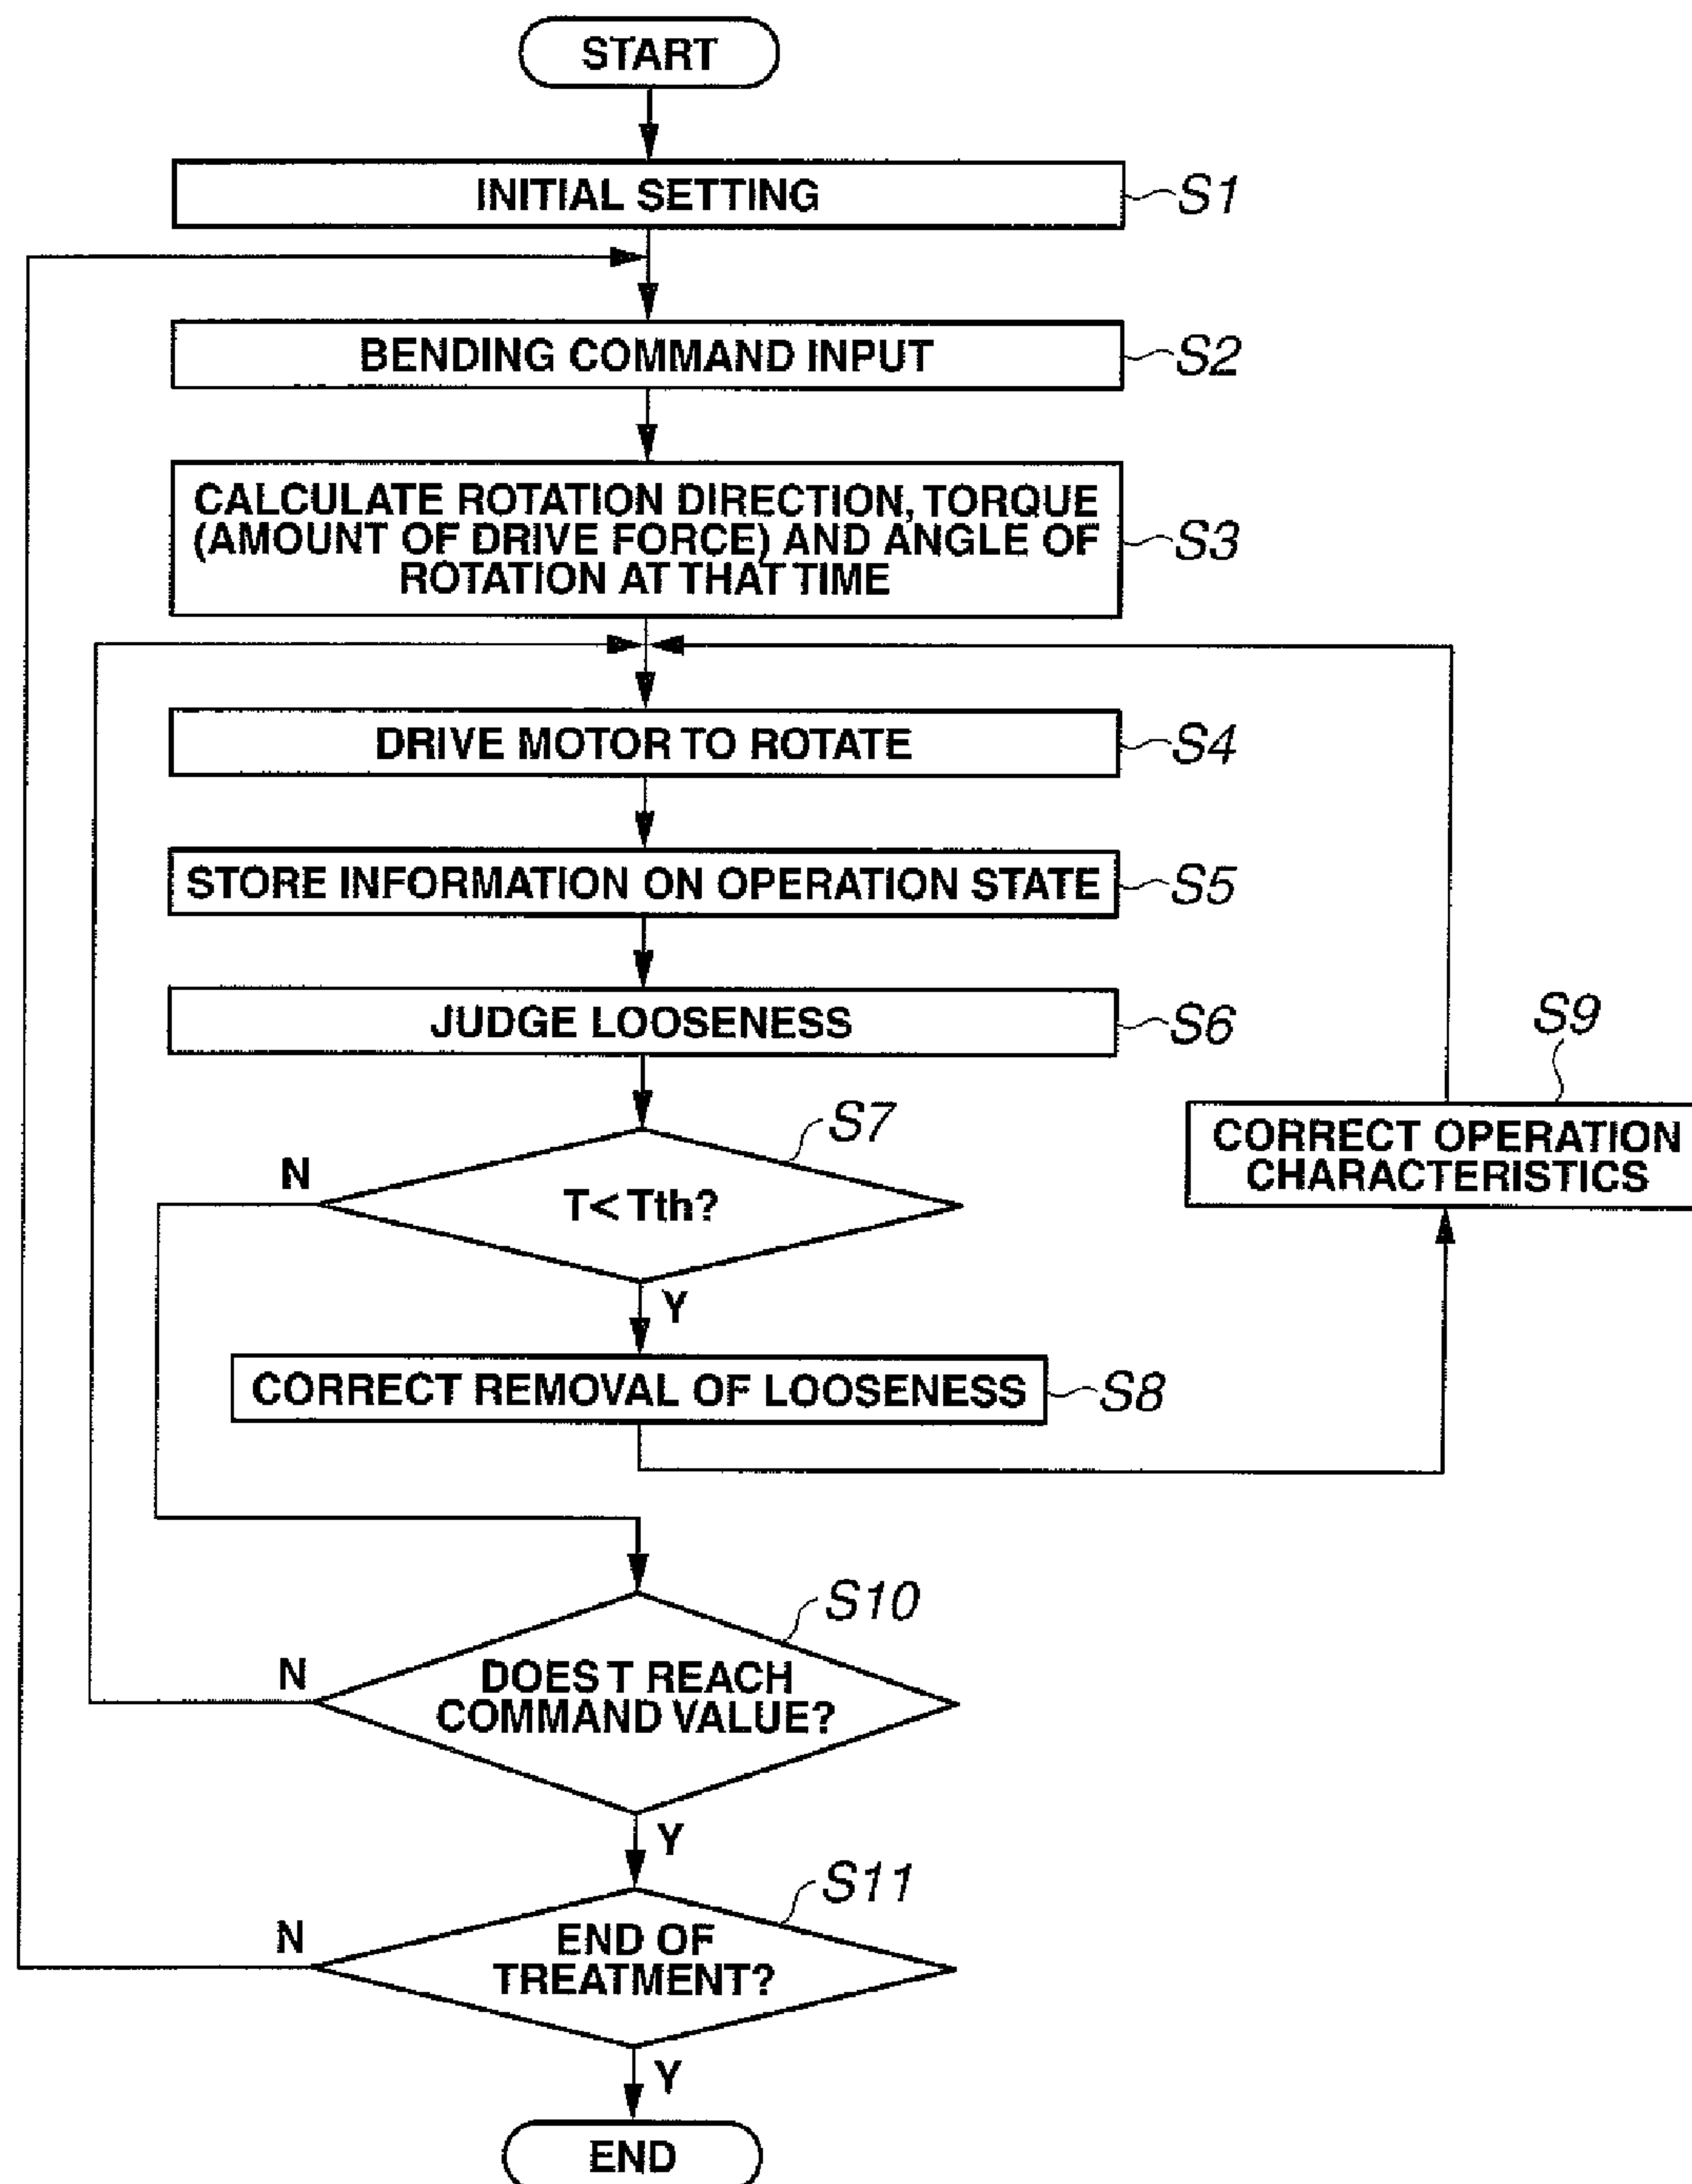 START
INITIAL SETTING
S1
BENDING COMMAND INPUT
S2
CALCULATE ROTATION DIRECTION, TORQUE
(AMOUNT OF DRIVE FORCE) AND ANGLE OF
ROTATION AT THAT TIME
S3
DRIVE MOTOR TO ROTATE
S4
STORE INFORMATION ON OPERATION STATE
S5
JUDGE LOOSENESS
S6
S7
N
T< Tth?
Y
CORRECT REMOVAL OF LOOSENESS
S8
S9
CORRECT OPERATION
CHARACTERISTICS
S10
N
DOES T REACH
COMMAND VALUE?
Y
S11
N
END OF
TREATMENT?
Y
END